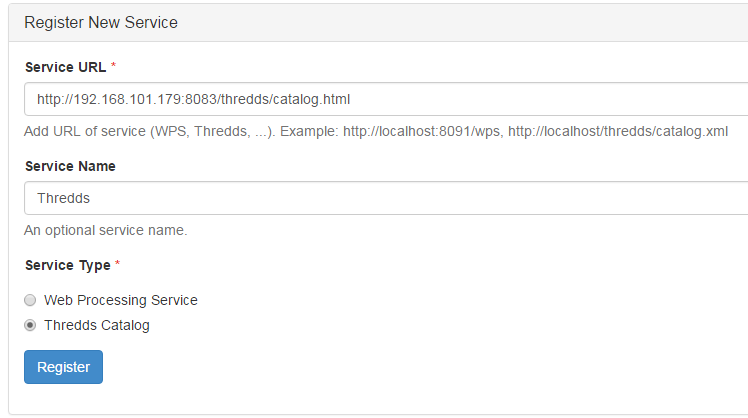 Register New Service
Service URL *
http://192.168.101.179:8083/thredds/catalog.html
Add URL of service (WPS, Thredds, ...). Example: http://localhost:8091/wps, http://localhost/thredds/catalog.xml
Service Name
Thredds
An optional service name.
Service Type *
Web Processing Service
Thredds Catalog
Register